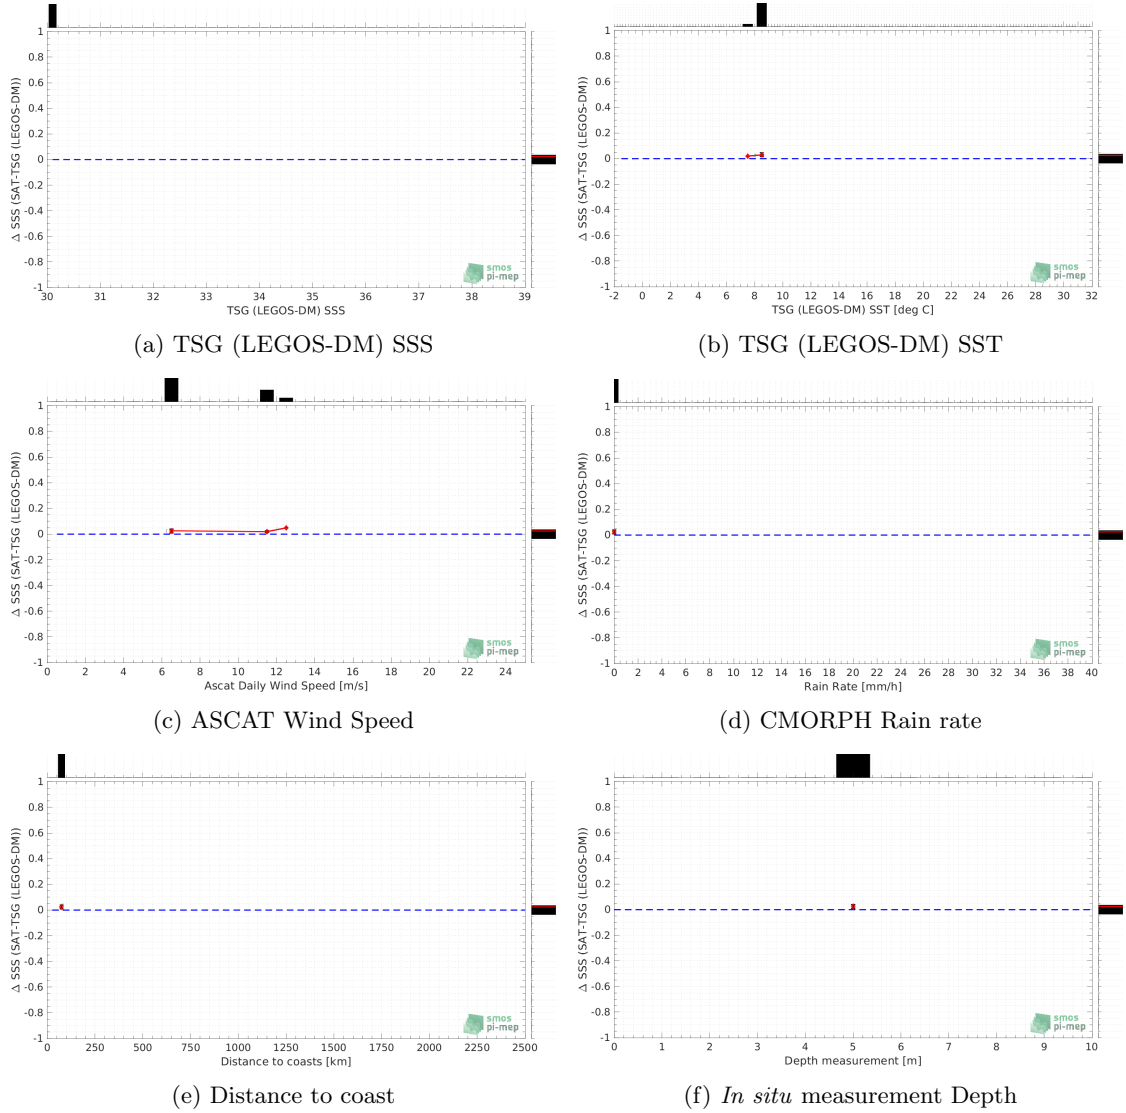 1
0.8
0.6
0.4
0.2
0
-0.2
-0.4
-0.6
-0.8
-1
Δ SSS (SAT-TSG (LEGOS-DM))
30 31 32 33 34 35 36 37 38 39
TSG (LEGOS-DM) SSS
smos
pi-mep
(a) TSG (LEGOS-DM) SSS
1
0.8
0.6
0.4
0.2
0
-0.2
-0.4
-0.6
-0.8
-1
Δ SSS (SAT-TSG (LEGOS-DM))
-2 0 2 4 6 8 10 12 14 16 18 20 22 24 26 28 30 32
TSG (LEGOS-DM) SST [deg C]
smos
pi-mep
(b) TSG (LEGOS-DM) SST
1
0.8
0.6
0.4
0.2
0
-0.2
-0.4
-0.6
-0.8
-1
Δ SSS (SAT-TSG (LEGOS-DM))
0 2 4 6 8 10 12 14 16 18 20 22 24
Ascat Daily Wind Speed [m/s]
smos
pi-mep
(c) ASCAT Wind Speed
1
0.8
0.6
0.4
0.2
0
-0.2
-0.4
-0.6
-0.8
-1
Δ SSS (SAT-TSG (LEGOS-DM))
0 2 4 6 8 10 12 14 16 18 20 22 24 26 28 30 32 34 36 38 40
Rain Rate [mm/h]
smos
pi-mep
(d) CMORPH Rain rate
1
0.8
0.6
0.4
0.2
0
-0.2
-0.4
-0.6
-0.8
-1
Δ SSS (SAT-TSG (LEGOS-DM))
0 250 500 750 1000 1250 1500 1750 2000 2250 2500
Distance to coasts [km]
smos
pi-mep
(e) Distance to coast
1
0.8
0.6
0.4
0.2
0
-0.2
-0.4
-0.6
-0.8
-1
Δ SSS (SAT-TSG (LEGOS-DM))
0 1 2 3 4 5 6 7 8 9 10
Depth measurement [m]
smos
pi-mep
(f) In situ measurement Depth